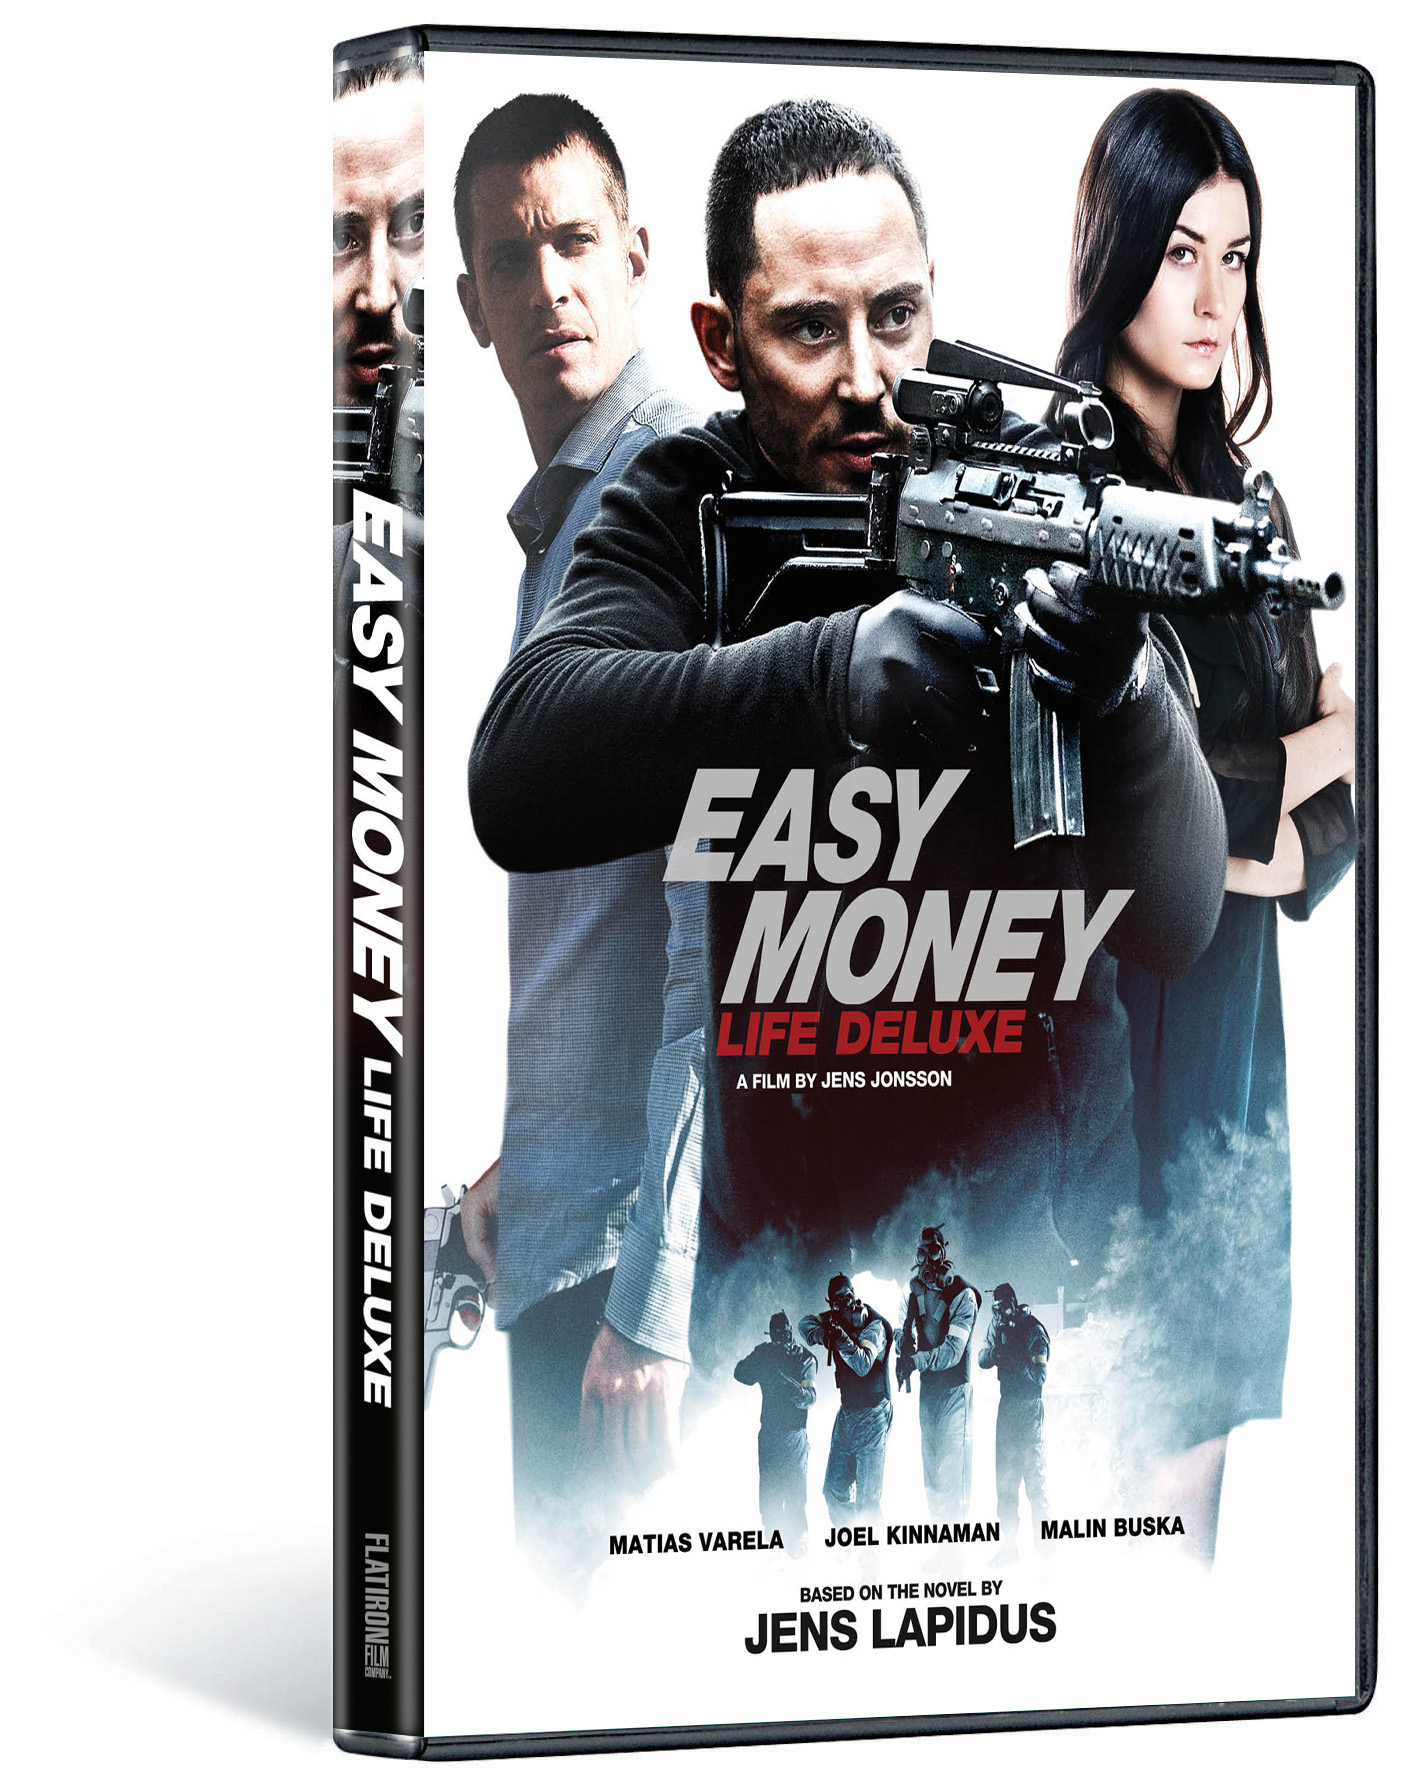 EASY MONEY LIFE DELUXE
FLATIRON
FILM
COMPANY
EASY
MONEY
LIFE DELUXE
A FILM BY JENS JONSSON
MATIAS VARELA JOEL KINNAMAN MALIN BUSKA
BASED ON THE NOVEL BY
JENS LAPIDUS